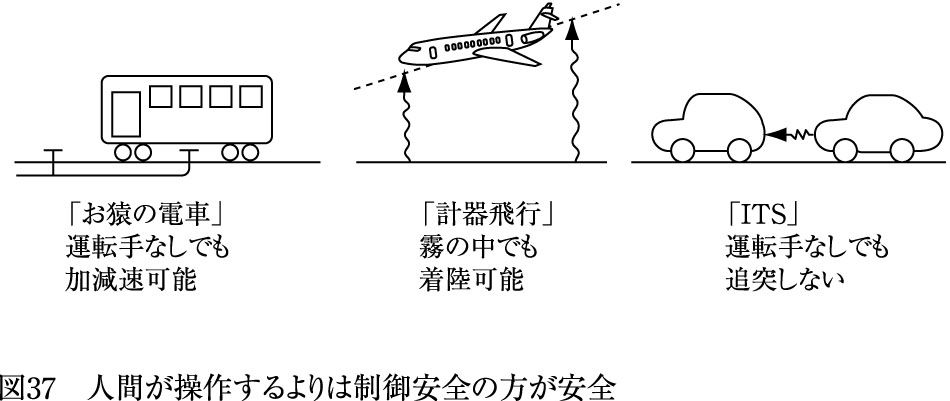 「お猿の電車」
運転手なしでも
加減速可能
「計器飛行」
霧の中でも
着陸可能
「ITS」
運転手なしでも
追突しない
図37　人間が操作するよりは制御安全の方が安全